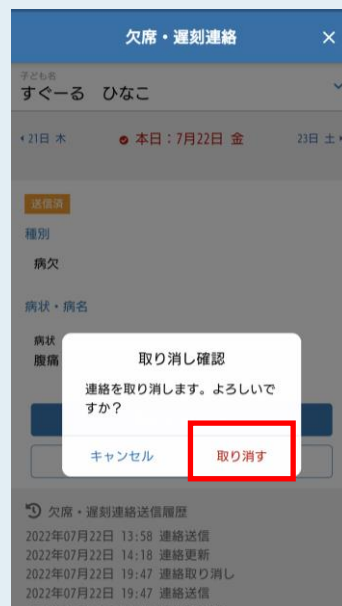 欠席・遅刻連絡 ×
子ども名
すぐーる ひなこ
21日 木 本日：7月22日 金 23日 土
送信済
種別
病欠
病状・病名
病状
腹痛
取り消し確認
連絡を取り消します。よろしいで
すか？
キャンセル 取り消す
欠席・遅刻連絡送信履歴
2022年07月22日 13:58 連絡送信
2022年07月22日 14:18 連絡更新
2022年07月22日 19:47 連絡取り消し
2022年07月22日 19:47 連絡送信